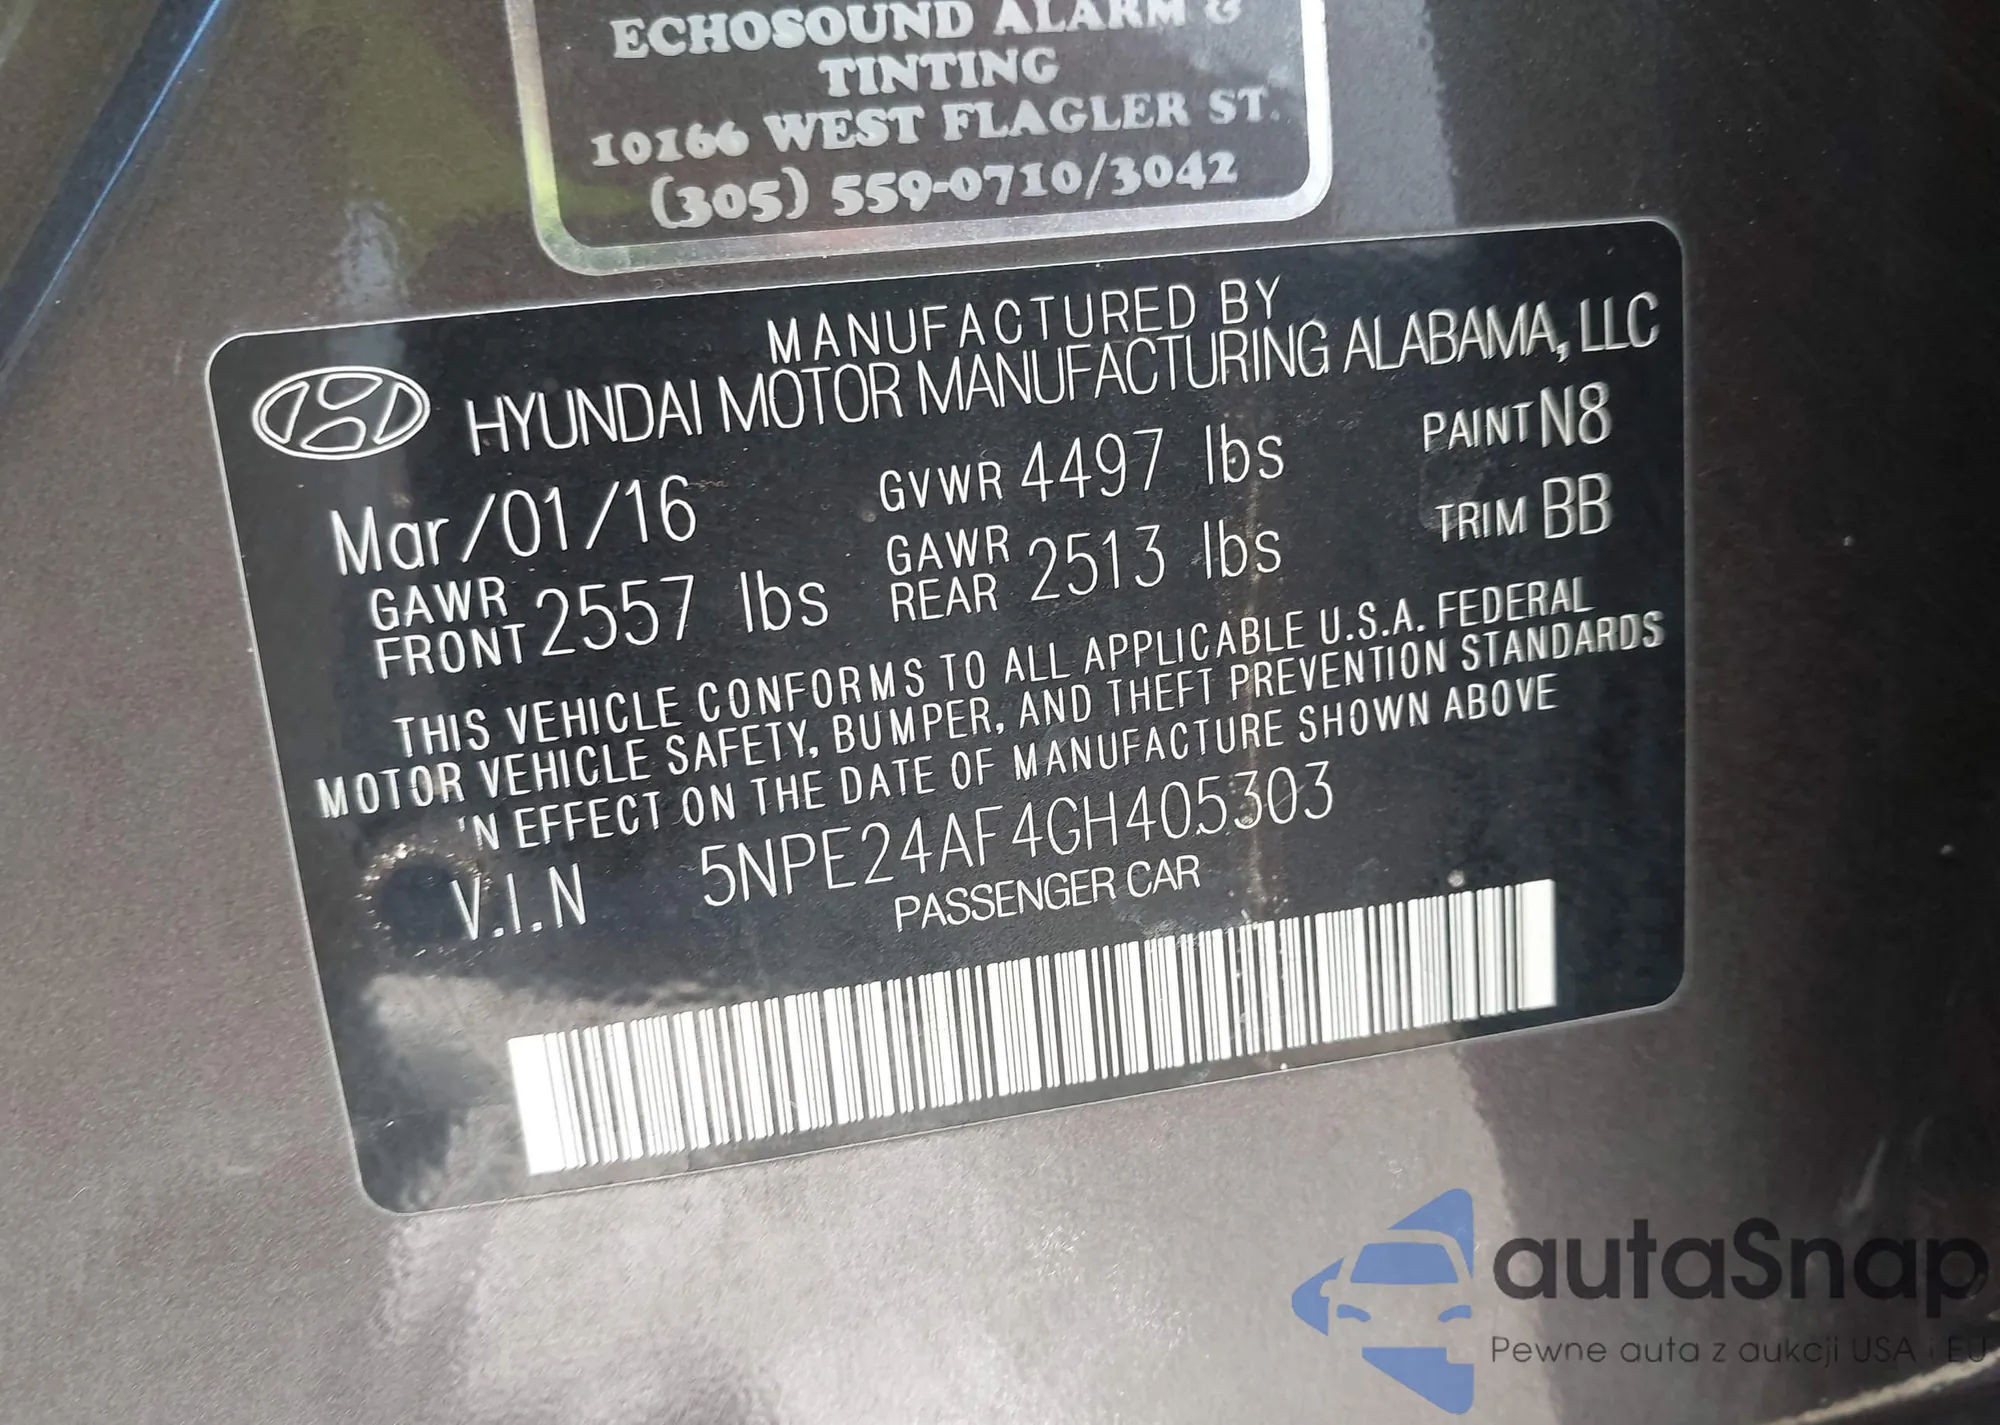 ECHOSOUND ALARM &
TINTING
10166 WEST FLAGLER ST.
(305) 559-0710/3042
MANUFACTURED BY
HYUNDAI MOTOR MANUFACTURING ALABAMA, LLC
Mar/01/16 GVWR 4497 lbs PAINT N8
GAWR FRONT 2557 lbs GAWR REAR 2513 lbs TRIM BB
THIS VEHICLE CONFORMS TO ALL APPLICABLE U.S.A. FEDERAL
MOTOR VEHICLE SAFETY, BUMPER, AND THEFT PREVENTION STANDARDS
'N EFFECT ON THE DATE OF MANUFACTURE SHOWN ABOVE
V.I.N 5NPE24AF4GH405303
PASSENGER CAR
autaSnap
Pewne auta z aukcji USA i EU